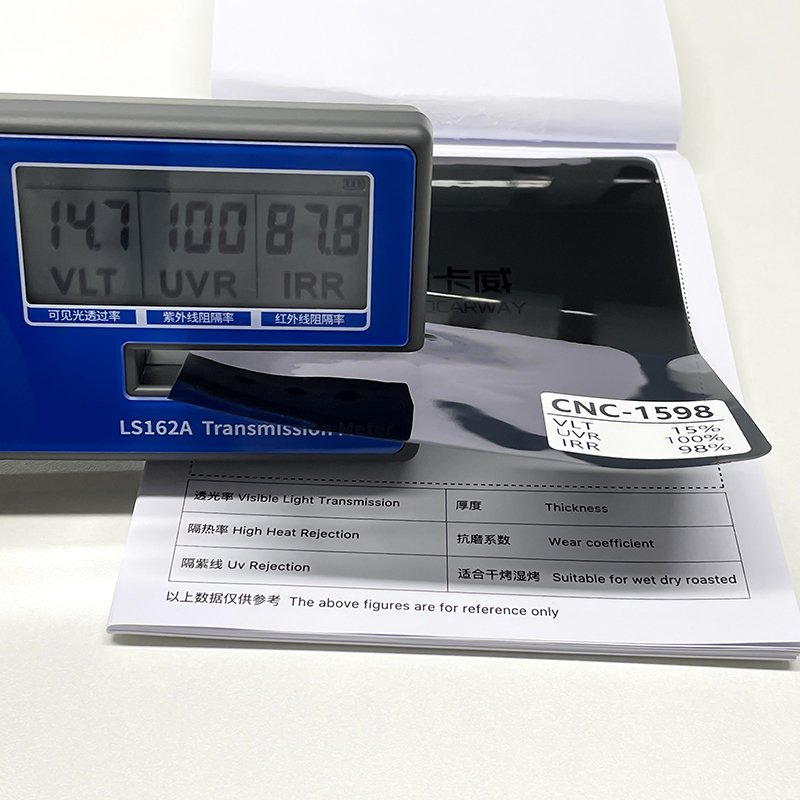 14.7 100 87.8
VLT UVR IRR
可见光透过率 紫外线阻隔率 红外线阻隔率
LS162A Transmission Meter
卡威
OCARWAY
CNC-1598
VLT 15%
UVR 100%
IRR 98%
透光率 Visible Light Transmission 厚度 Thickness
隔热率 High Heat Rejection 抗磨系数 Wear coefficient
隔紫线 Uv Rejection 适合干烤湿烤 Suitable for wet dry roasted
以上数据仅供参考 The above figures are for reference only